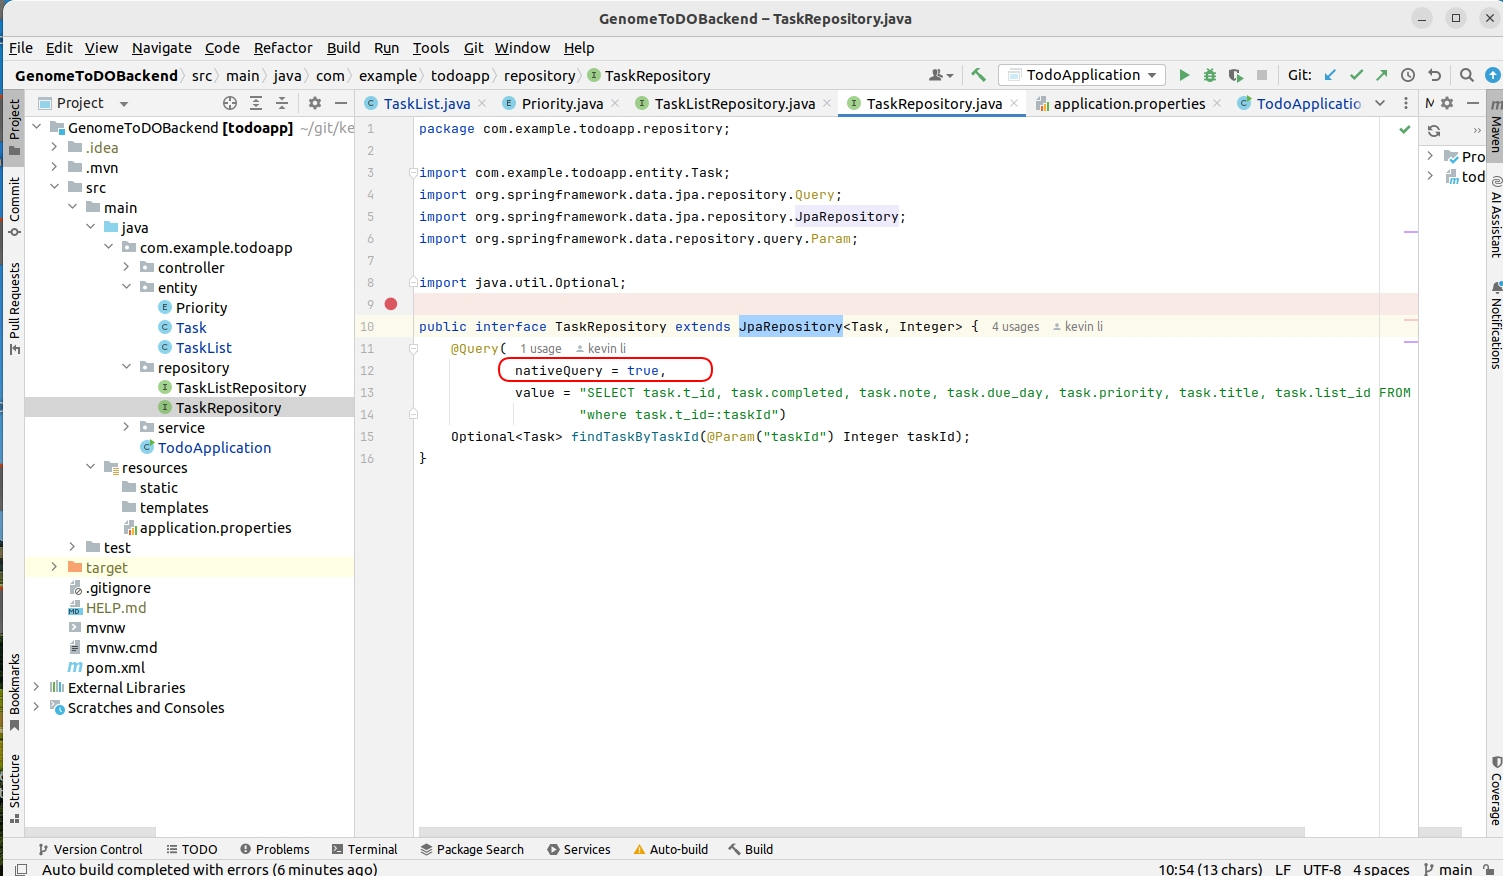 GenomeToDOBackend – TaskRepository.java
File Edit View Navigate Code Refactor Build Run Tools Git Window Help
GenomeToDOBackend src main java com example todoapp repository TaskRepository
TodoApplication
Git:
Project
TaskList.java
Priority.java
TaskListRepository.java
TaskRepository.java
application.properties
TodoApplicatio
M
Project
Commit
Pull Requests
Bookmarks
Structure
GenomeToDOBackend [todoapp] ~/git/ke
.idea
.mvn
src
main
java
com.example.todoapp
controller
entity
Priority
Task
TaskList
repository
TaskListRepository
TaskRepository
service
TodoApplication
resources
static
templates
application.properties
test
target
.gitignore
HELP.md
mvnw
mvnw.cmd
pom.xml
External Libraries
Scratches and Consoles
1 package com.example.todoapp.repository;
2
3 import com.example.todoapp.entity.Task;
4 import org.springframework.data.jpa.repository.Query;
5 import org.springframework.data.jpa.repository.JpaRepository;
6 import org.springframework.data.repository.query.Param;
7
8 import java.util.Optional;
9
10 public interface TaskRepository extends JpaRepository<Task, Integer> { 4 usages kevin li
11 @Query( 1 usage kevin li
12 nativeQuery = true,
13 value = "SELECT task.t_id, task.completed, task.note, task.due_day, task.priority, task.title, task.list_id FROM
14 "where task.t_id=:taskId")
15 Optional<Task> findTaskByTaskId(@Param("taskId") Integer taskId);
16 }
Pro
tod
Maven
AI Assistant
Notifications
Coverage
Version Control TODO Problems Terminal Package Search Services Auto-build Build
Auto build completed with errors (6 minutes ago)
10:54 (13 chars) LF UTF-8 4 spaces main